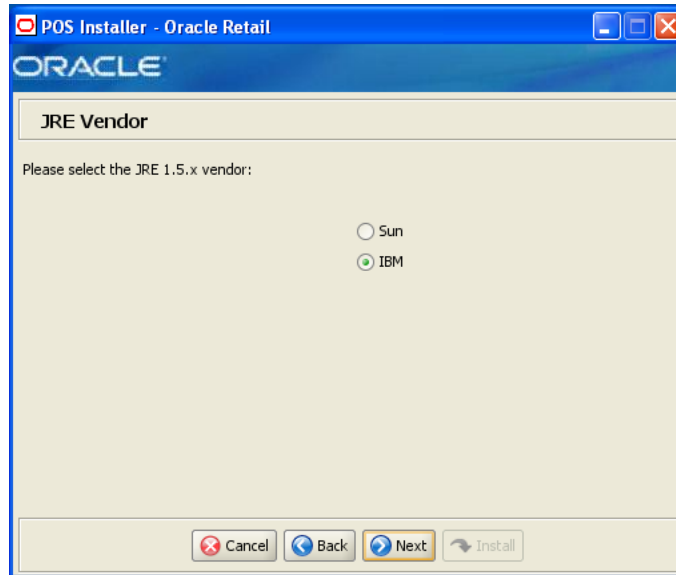 POS Installer - Oracle Retail
ORACLE
JRE Vendor
Please select the JRE 1.5.x vendor:
Sun
IBM
Cancel Back Next Install